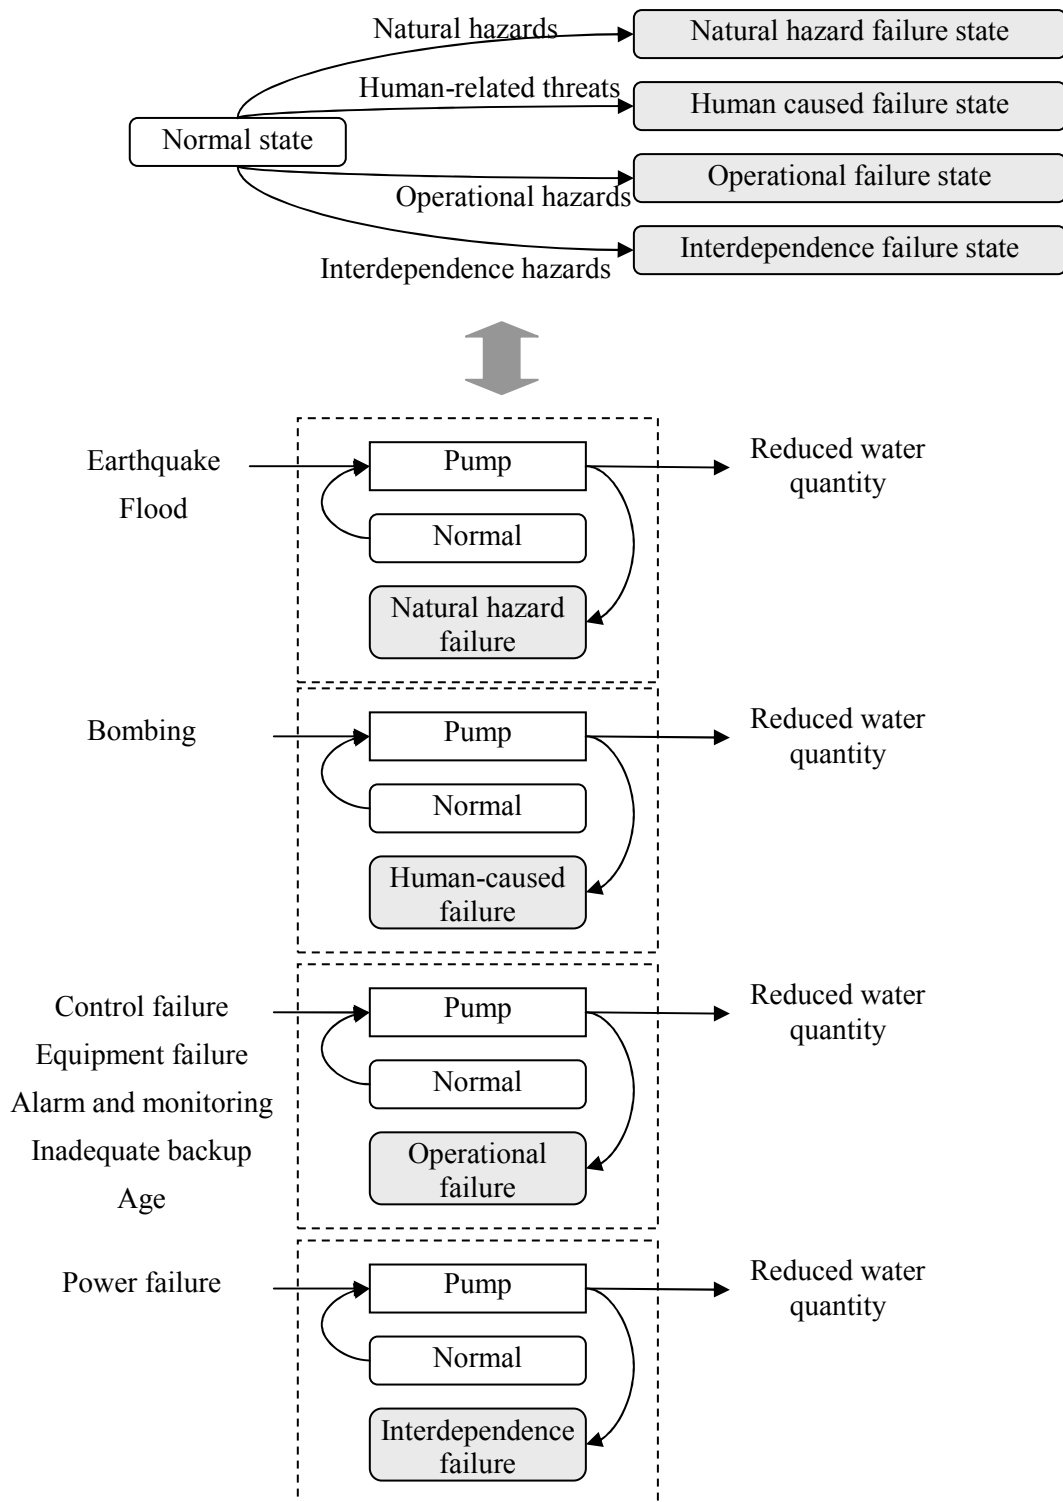 Natural hazards
Natural hazard failure state
Human-related threats
Human caused failure state
Normal state
Operational failure state
Operational hazards
Interdependence failure state
Interdependence hazards
Earthquake
Flood
Pump
Normal
Natural hazard
failure
Reduced water
quantity
Bombing
Pump
Normal
Human-caused
failure
Reduced water
quantity
Control failure
Equipment failure
Alarm and monitoring
Inadequate backup
Age
Pump
Normal
Operational
failure
Reduced water
quantity
Power failure
Pump
Normal
Interdependence
failure
Reduced water
quantity